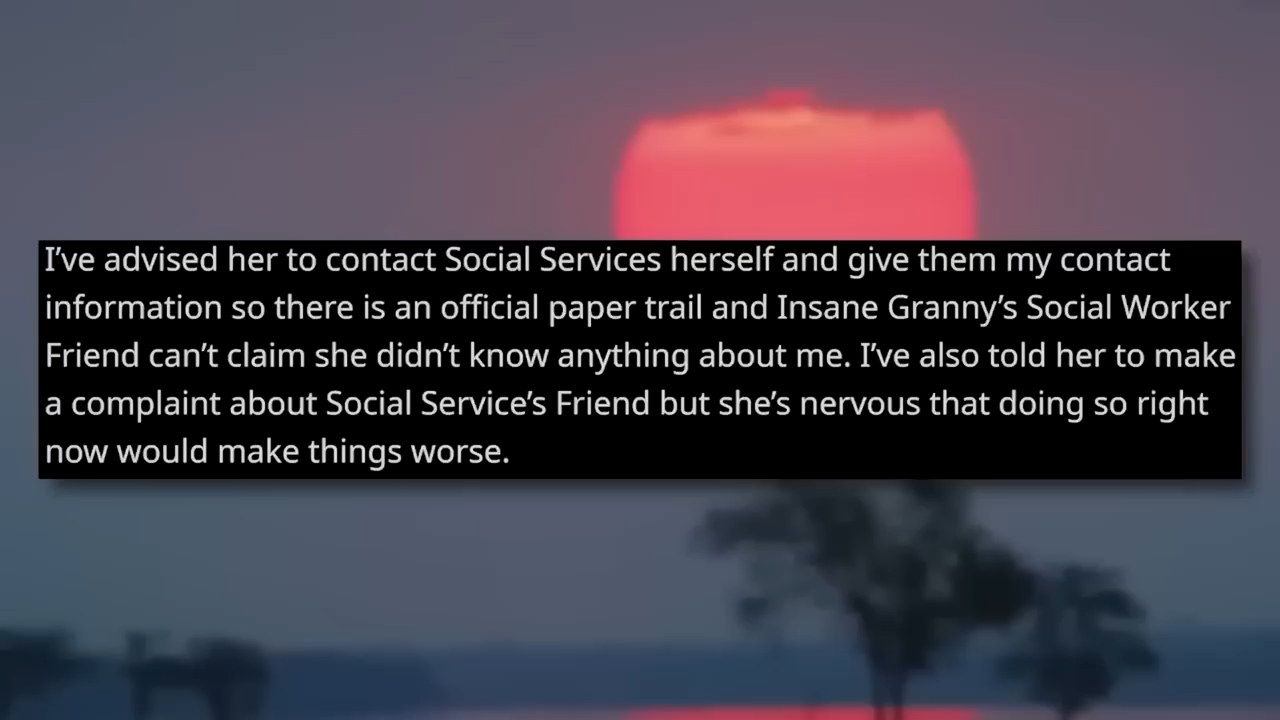 I’ve advised her to contact Social Services herself and give them my contact
information so there is an official paper trail and Insane Granny’s Social Worker
Friend can’t claim she didn’t know anything about me. I’ve also told her to make
a complaint about Social Service’s Friend but she’s nervous that doing so right
now would make things worse.